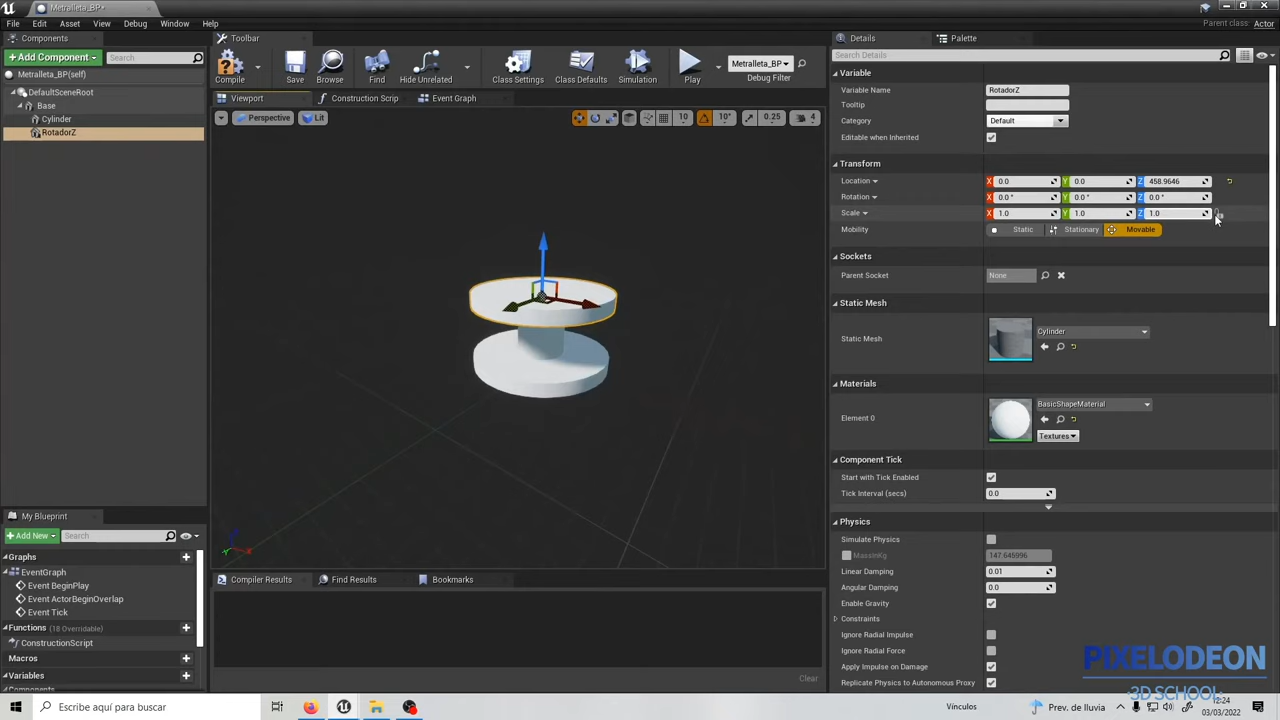 Metralleta_BP*
File Edit Asset View Debug Window Help
Parent class: Actor
Components
+ Add Component
Search
Metralleta_BP(self)
DefaultSceneRoot
Base
Cylinder
RotadorZ
Toolbar
Compile
Save
Browse
Find
Hide Unrelated
Class Settings
Class Defaults
Simulation
Play
Metralleta_BP
Debug Filter
Viewport
Construction Scrip
Event Graph
Perspective
Lit
10
10°
0.25
4
Compiler Results
Find Results
Bookmarks
Clear
My Blueprint
+ Add New
Search
Graphs
EventGraph
Event BeginPlay
Event ActorBeginOverlap
Event Tick
Functions (18 Overridable)
ConstructionScript
Macros
Variables
Details
Palette
Search Details
Variable
Variable Name RotadorZ
Tooltip
Category Default
Editable when Inherited
Transform
Location X 0.0 Y 0.0 Z 458.9646
Rotation X 0.0° Y 0.0° Z 0.0°
Scale X 1.0 Y 1.0 Z 1.0
Mobility Static Stationary Movable
Sockets
Parent Socket None
Static Mesh
Static Mesh Cylinder
Materials
Element 0 BasicShapeMaterial
Textures
Component Tick
Start with Tick Enabled
Tick Interval (secs) 0.0
Physics
Simulate Physics
MassInKg 147.645996
Linear Damping 0.01
Angular Damping 0.0
Enable Gravity
Constraints
Ignore Radial Impulse
Ignore Radial Force
Apply Impulse on Damage
Replicate Physics to Autonomous Proxy
PIXELODEON
3D SCHOOL
Escribe aquí para buscar
Vínculos
Prev. de lluvia
12:24
03/03/2022